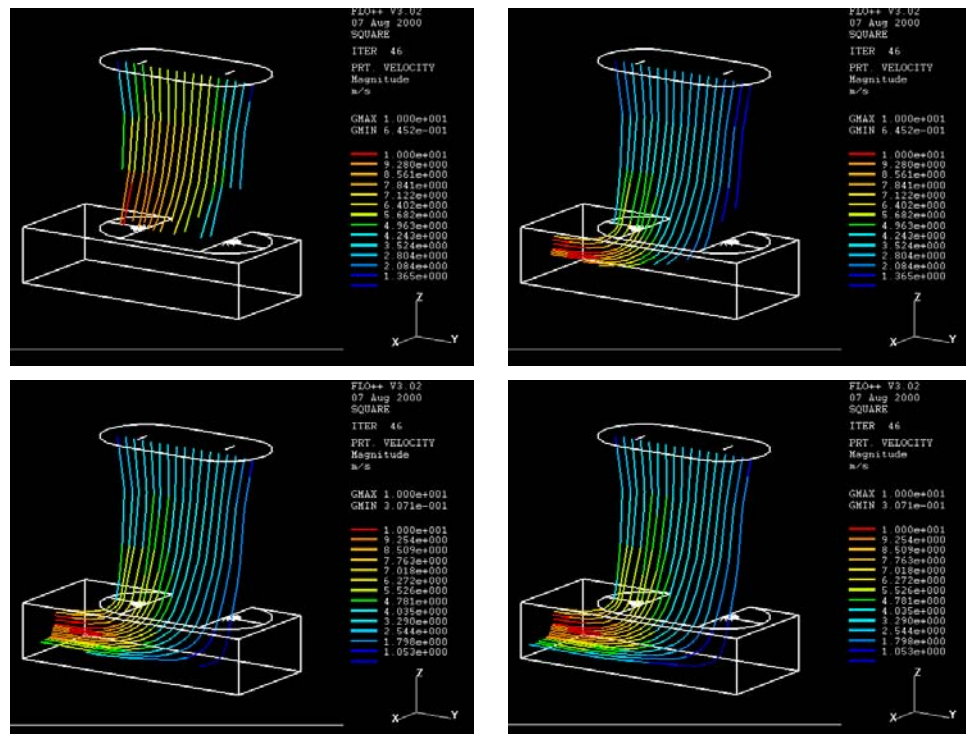 FLO++ V3.02
07 Aug 2000
SQUARE
ITER 46
PRT. VELOCITY
Magnitude
m/s
GMAX 1.000e+001
GMIN 6.452e-001
1.000e+001
9.280e+000
8.561e+000
7.841e+000
7.122e+000
6.402e+000
5.682e+000
4.963e+000
4.243e+000
3.524e+000
2.804e+000
2.084e+000
1.365e+000
Z
X Y
FLO++ V3.02
07 Aug 2000
SQUARE
ITER 46
PRT. VELOCITY
Magnitude
m/s
GMAX 1.000e+001
GMIN 6.452e-001
1.000e+001
9.280e+000
8.561e+000
7.841e+000
7.122e+000
6.402e+000
5.682e+000
4.963e+000
4.243e+000
3.524e+000
2.804e+000
2.084e+000
1.365e+000
Z
X Y
FLO++ V3.02
07 Aug 2000
SQUARE
ITER 46
PRT. VELOCITY
Magnitude
m/s
GMAX 1.000e+001
GMIN 3.071e-001
1.000e+001
9.254e+000
8.509e+000
7.763e+000
7.018e+000
6.272e+000
5.526e+000
4.781e+000
4.035e+000
3.290e+000
2.544e+000
1.798e+000
1.053e+000
Z
X Y
FLO++ V3.02
07 Aug 2000
SQUARE
ITER 46
PRT. VELOCITY
Magnitude
m/s
GMAX 1.000e+001
GMIN 3.071e-001
1.000e+001
9.254e+000
8.509e+000
7.763e+000
7.018e+000
6.272e+000
5.526e+000
4.781e+000
4.035e+000
3.290e+000
2.544e+000
1.798e+000
1.053e+000
Z
X Y